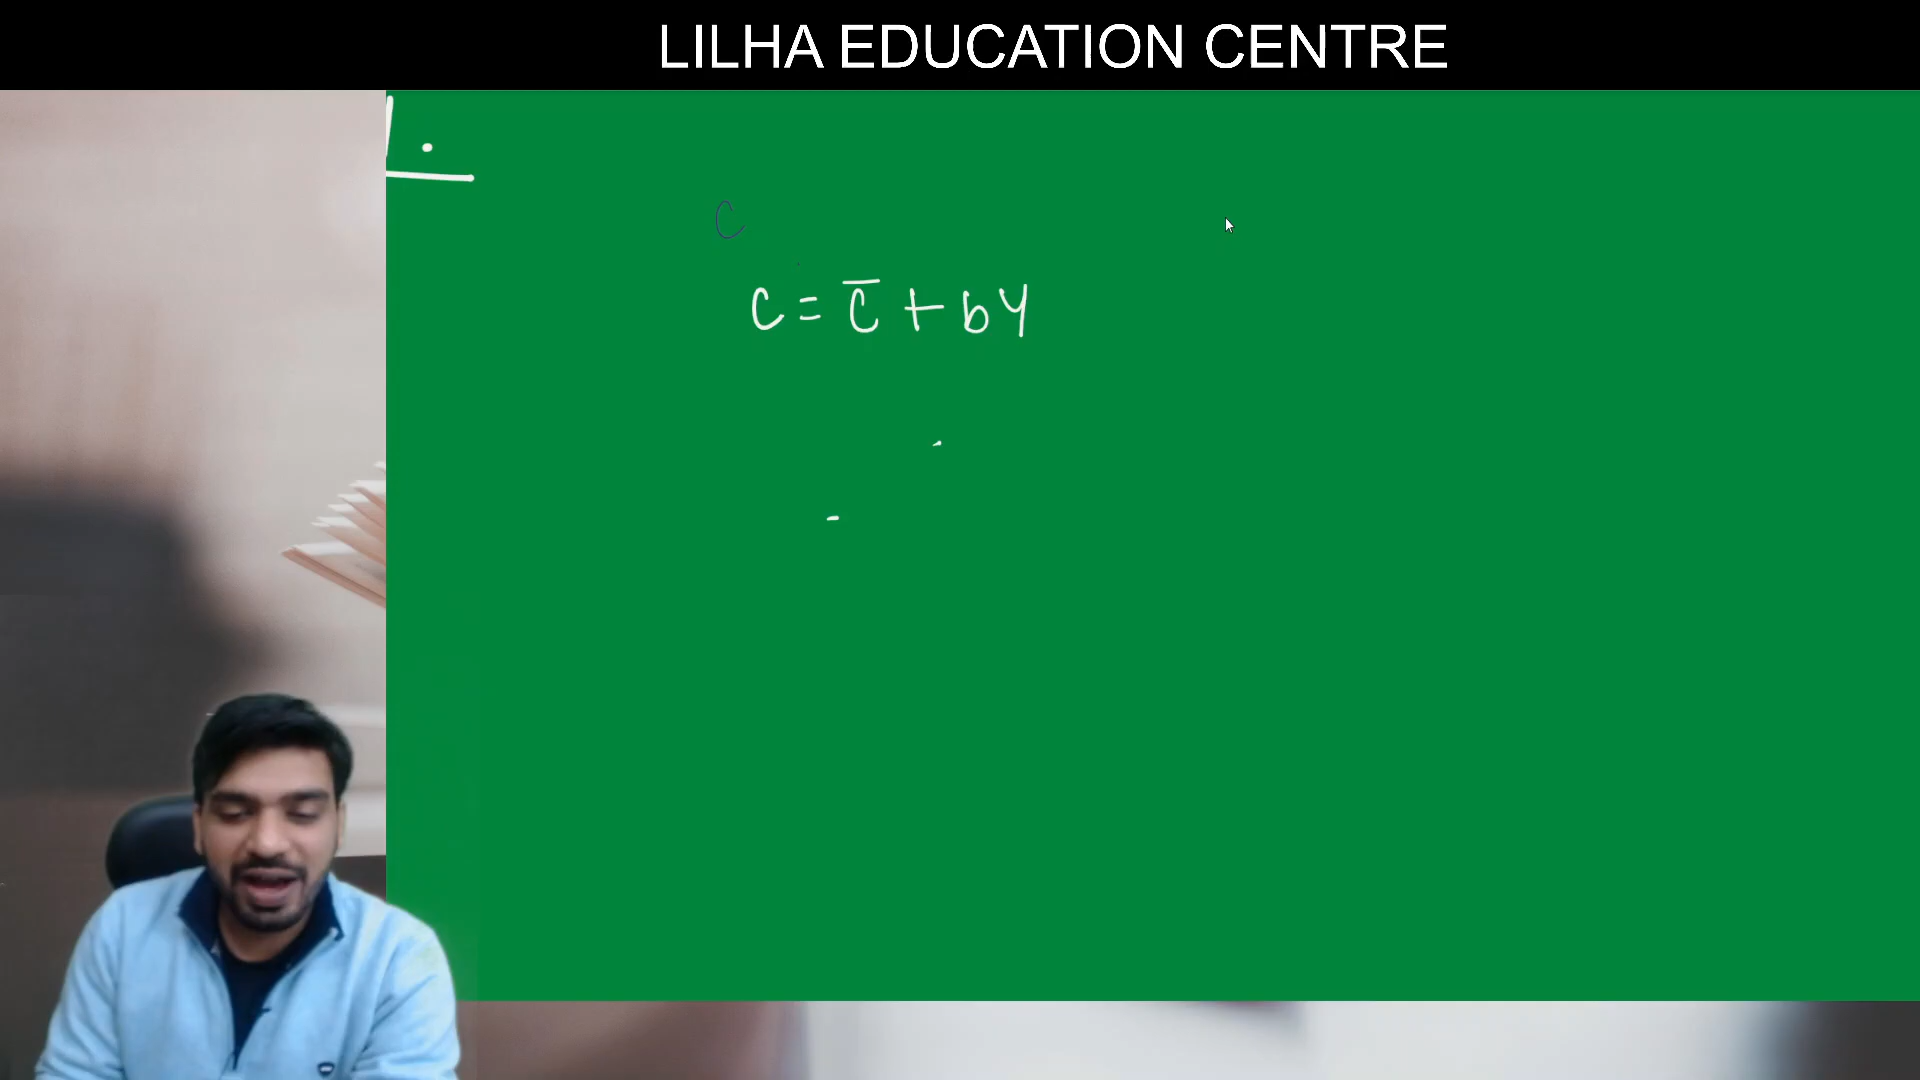 LILHA EDUCATION CENTRE
.
C
C = C̅ + bY